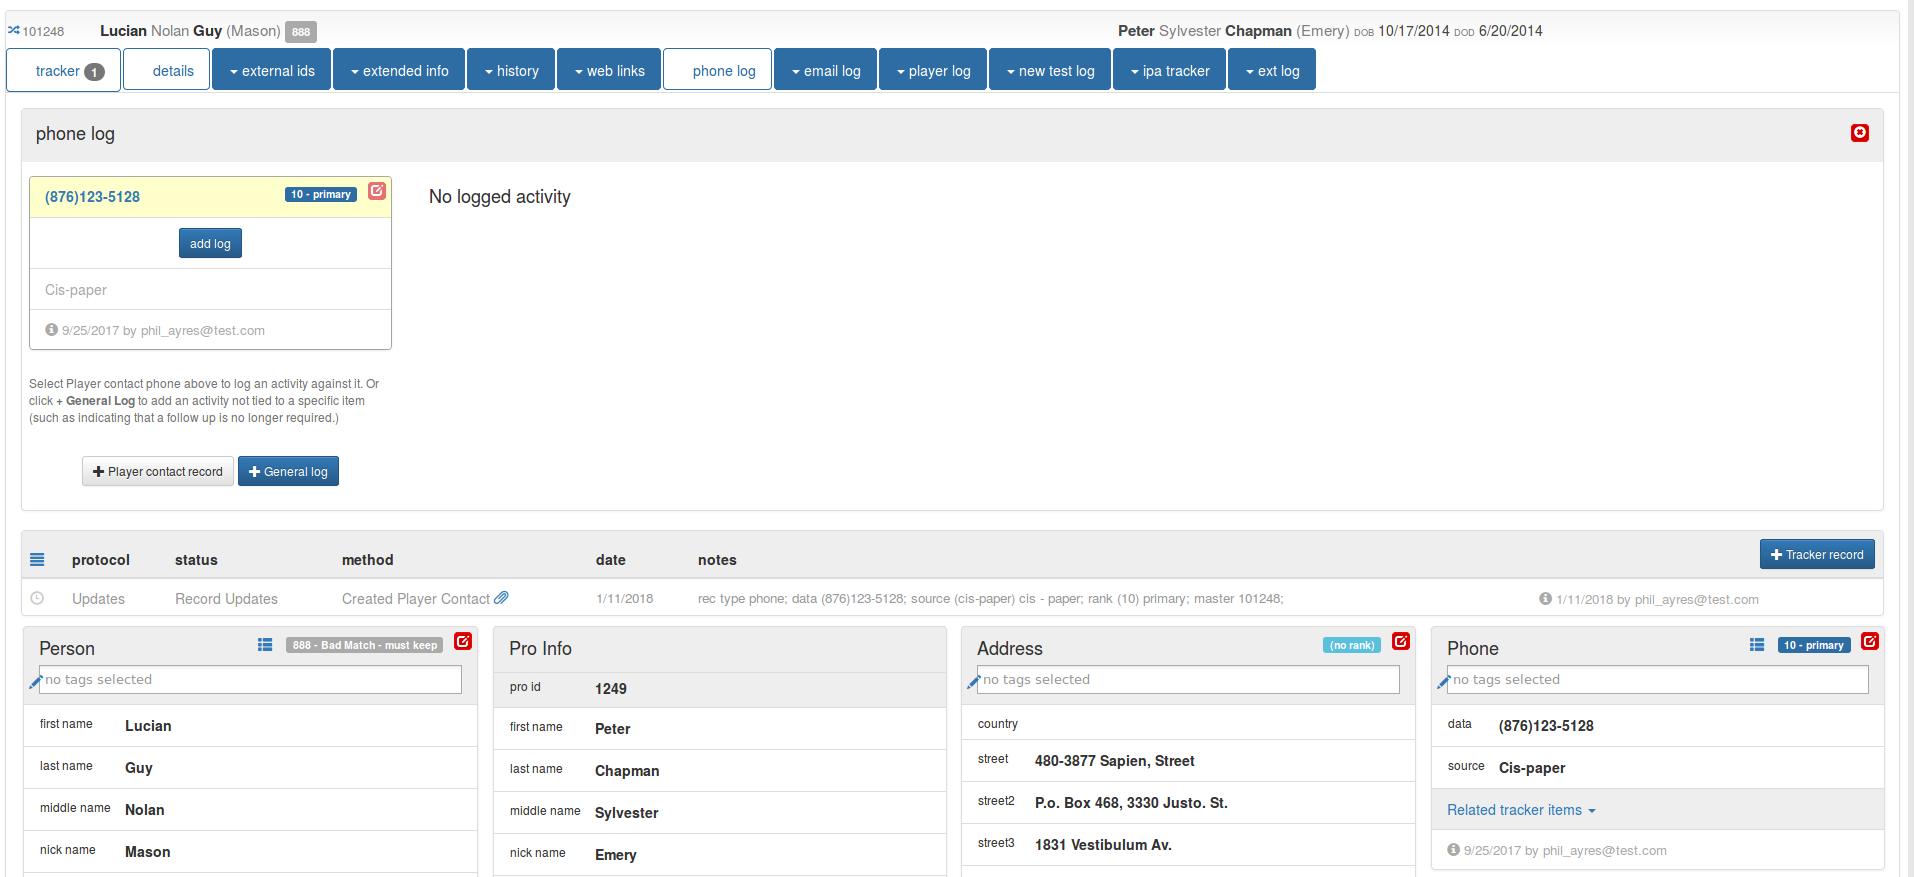 101248 Lucian Nolan Guy (Mason) 888 Peter Sylvester Chapman (Emery) DOB 10/17/2014 DOD 6/20/2014
tracker 1 details external ids extended info history web links phone log email log player log new test log ipa tracker ext log
phone log
(876)123-5128 10 - primary
No logged activity
add log
Cis-paper
9/25/2017 by phil_ayres@test.com
Select Player contact phone above to log an activity against it. Or
click + General Log to add an activity not tied to a specific item
(such as indicating that a follow up is no longer required.)
Player contact record General log
protocol status method date notes Tracker record
Updates Record Updates Created Player Contact 1/11/2018 rec type phone; data (876)123-5128; source (cis-paper) cis - paper; rank (10) primary; master 101248; 1/11/2018 by phil_ayres@test.com
Person 888 - Bad Match - must keep
no tags selected
first name Lucian
last name Guy
middle name Nolan
nick name Mason
Pro Info
pro id 1249
first name Peter
last name Chapman
middle name Sylvester
nick name Emery
Address (no rank)
no tags selected
country
street 480-3877 Sapien, Street
street2 P.o. Box 468, 3330 Justo. St.
street3 1831 Vestibulum Av.
Phone 10 - primary
no tags selected
data (876)123-5128
source Cis-paper
Related tracker items
9/25/2017 by phil_ayres@test.com